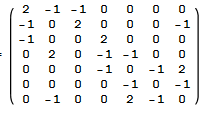 = 2 -1 -1 0 0 0 0
-1 0 2 0 0 0 -1
-1 0 0 2 0 0 0
0 2 0 -1 -1 0 0
0 0 0 -1 0 -1 2
0 0 0 0 -1 0 -1
0 -1 0 0 2 -1 0